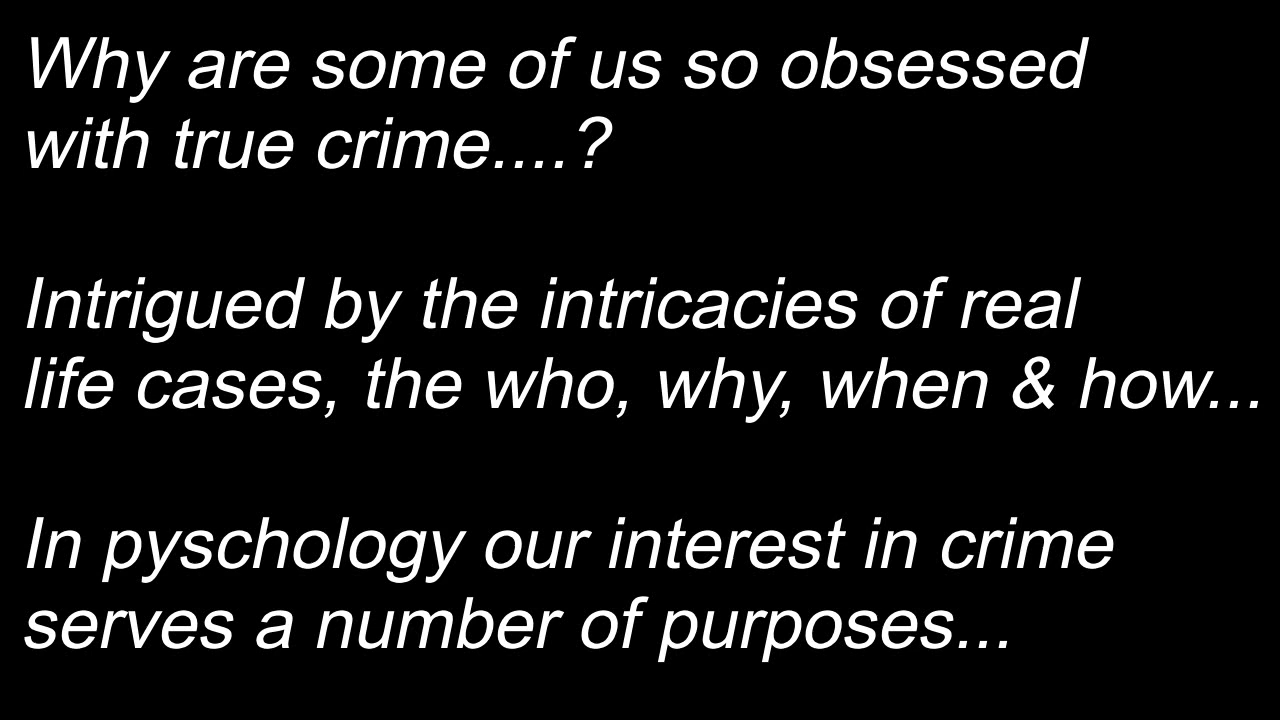 Why are some of us so obsessed
with true crime....?
Intrigued by the intricacies of real
life cases, the who, why, when & how...
In pyschology our interest in crime
serves a number of purposes...